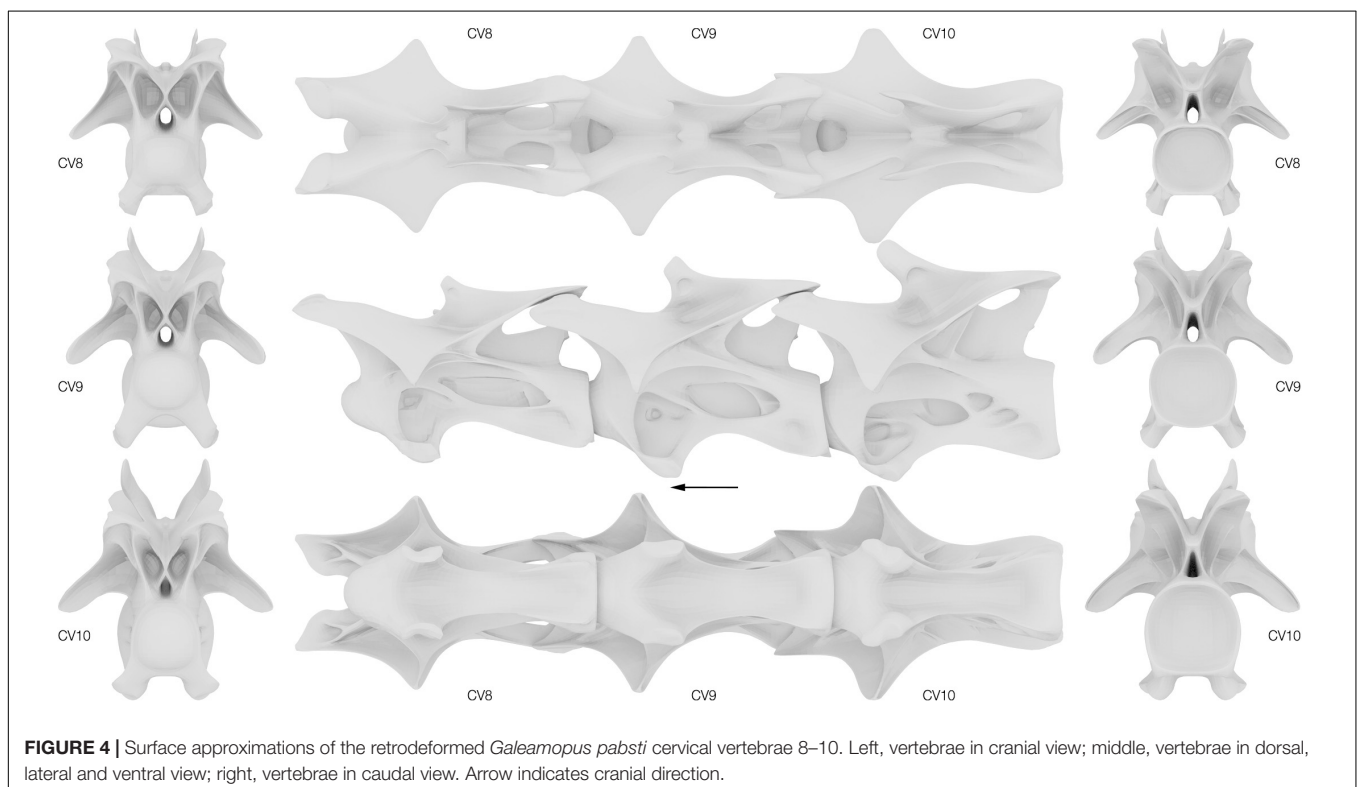 CV8 CV9 CV10
CV8
CV8
CV9
CV9
CV10
CV10
CV8 CV9 CV10
FIGURE 4 | Surface approximations of the retrodeformed Galeamopus pabsti cervical vertebrae 8–10. Left, vertebrae in cranial view; middle, vertebrae in dorsal,
lateral and ventral view; right, vertebrae in caudal view. Arrow indicates cranial direction.